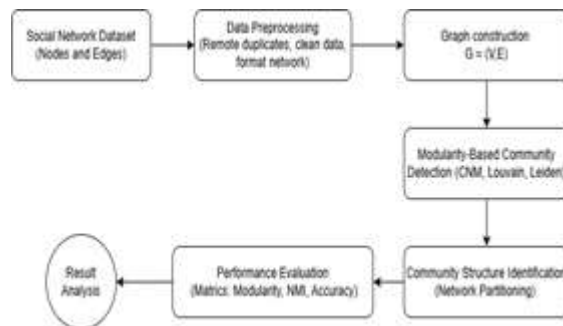 Social Network Dataset
(Nodes and Edges)
Data Preprocessing
(Remote duplicates, clean data,
format network)
Graph construction
G = (V,E)
Modularity-Based Community
Detection (CNM, Louvain, Leiden)
Community Structure Identification
(Network Partitioning)
Performance Evaluation
(Matrics: Modularity, NMI, Accuracy)
Result
Analysis